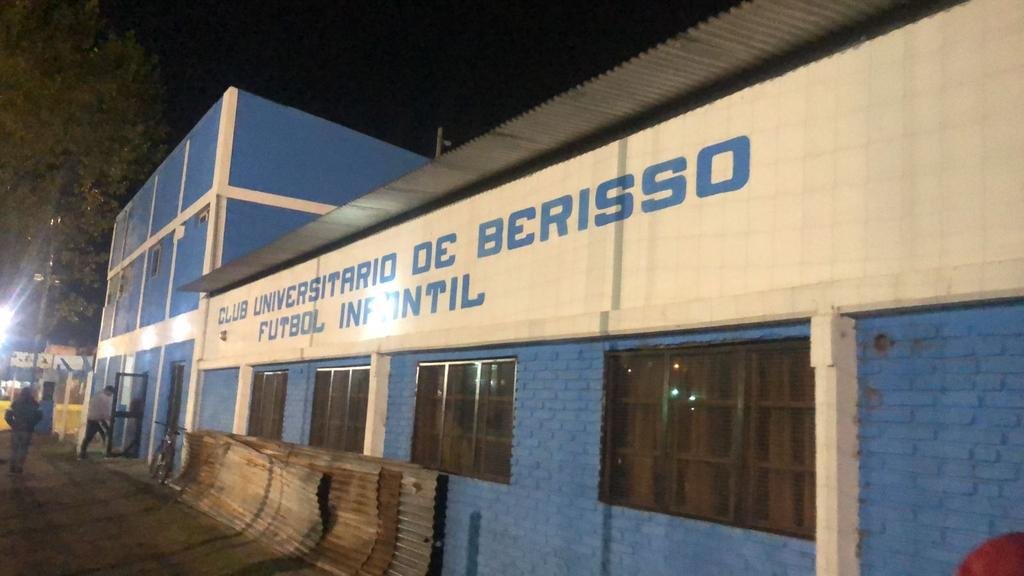 CLUB UNIVERSITARIO DE BERISSO
FUTBOL INFANTIL